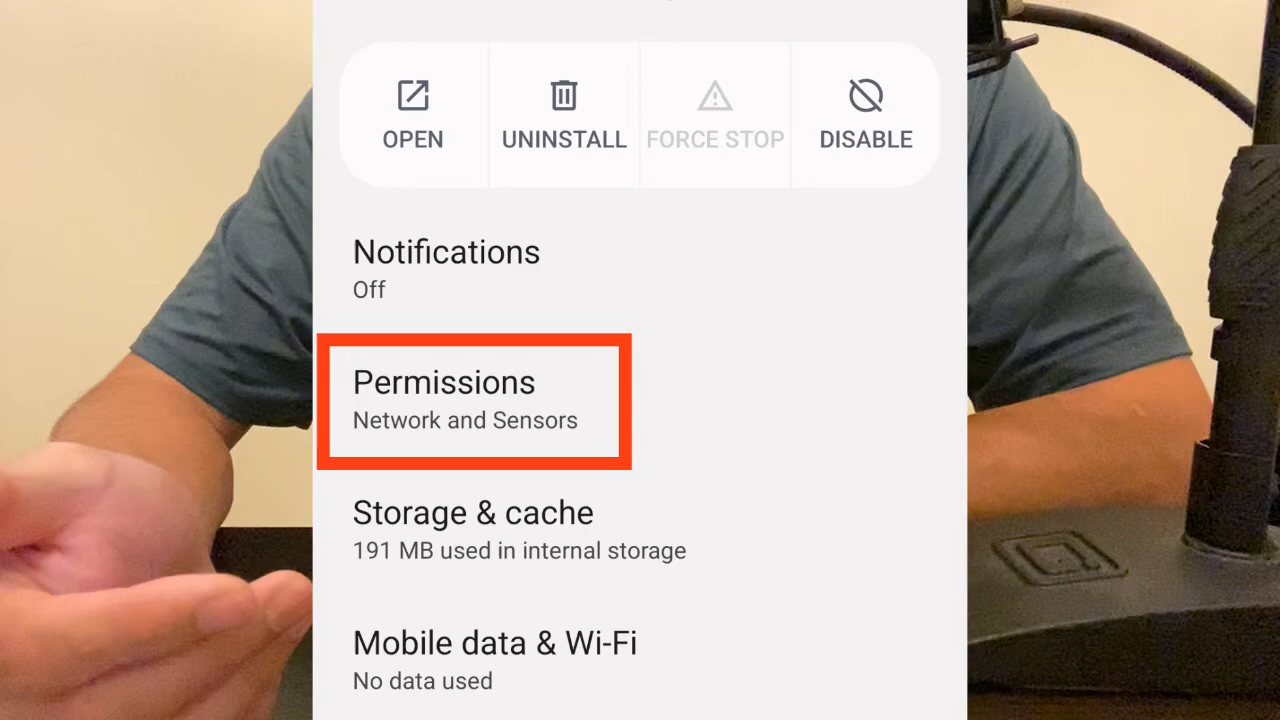 OPEN
UNINSTALL
FORCE STOP
DISABLE
Notifications
Off
Permissions
Network and Sensors
Storage & cache
191 MB used in internal storage
Mobile data & Wi-Fi
No data used